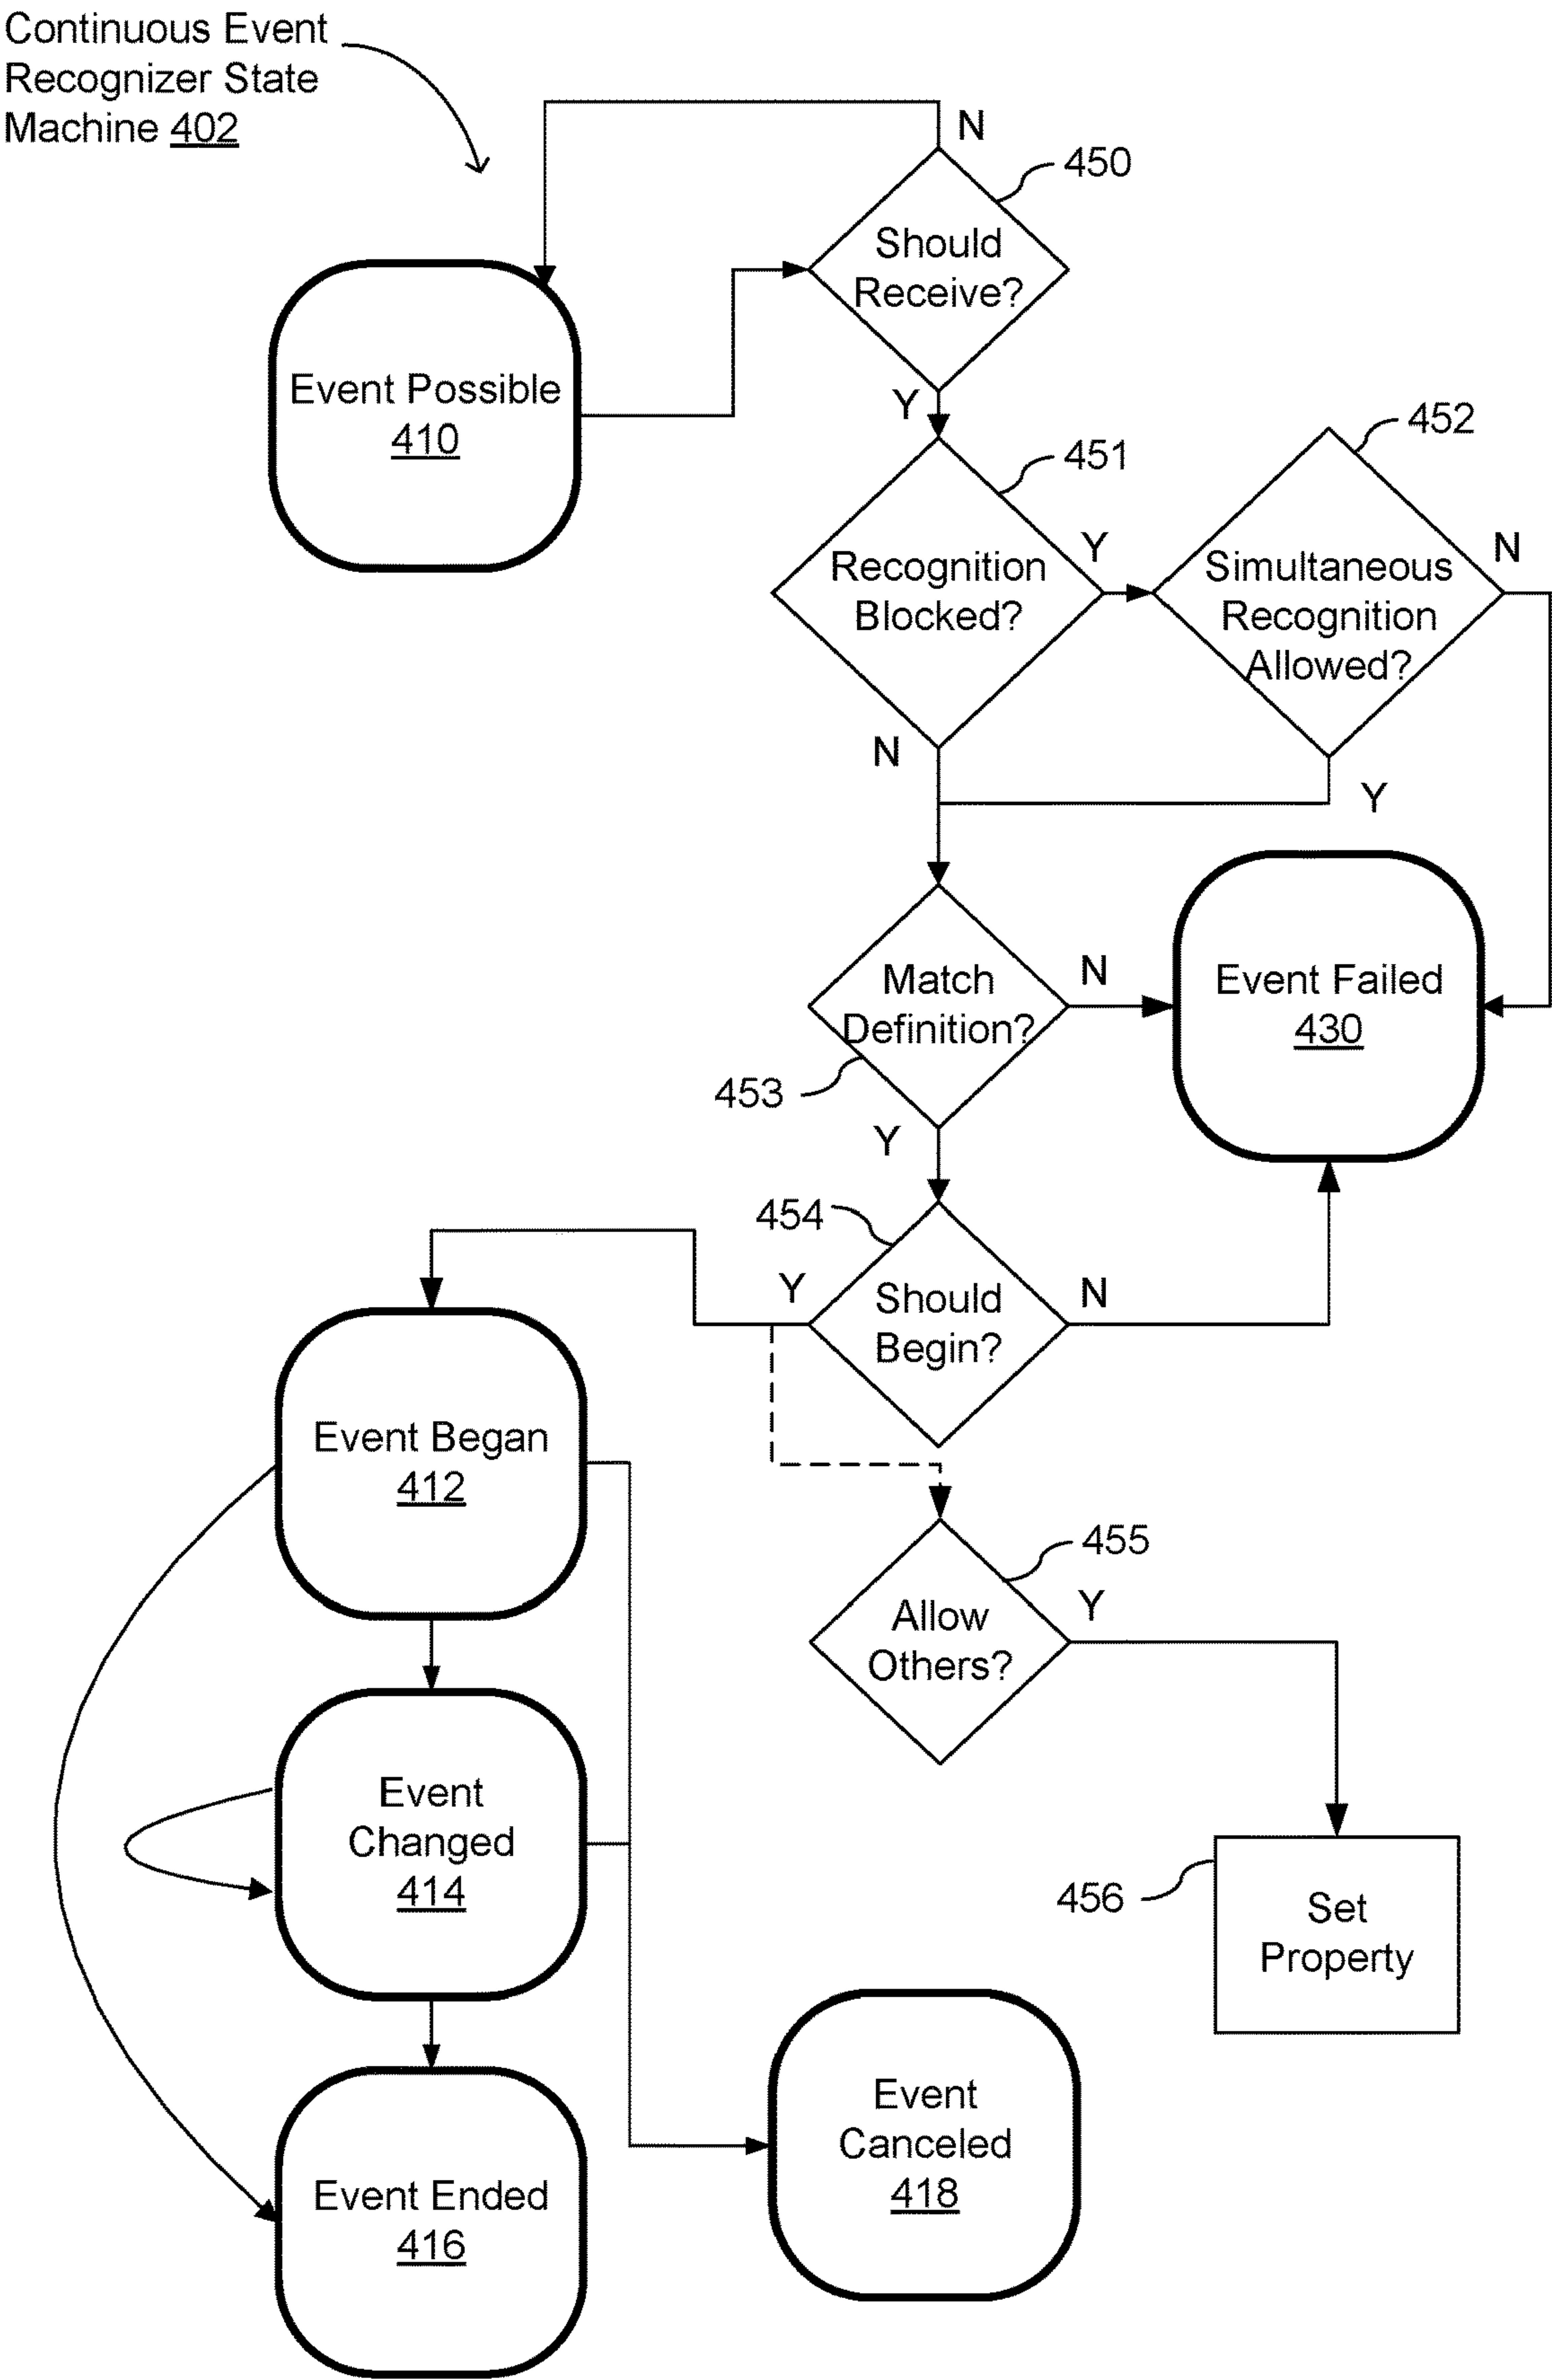 Continuous Event
Recognizer State
Machine 402
N
450
Should
Receive?
Event Possible
410
Y
452
451
Y
N
Recognition
Blocked?
Simultaneous
Recognition
Allowed?
N
Y
Match
Definition?
N
Event Failed
430
453
Y
454
Y
Should
Begin?
N
Event Began
412
455
Y
Allow
Others?
Event
Changed
414
456
Set
Property
Event
Canceled
418
Event Ended
416